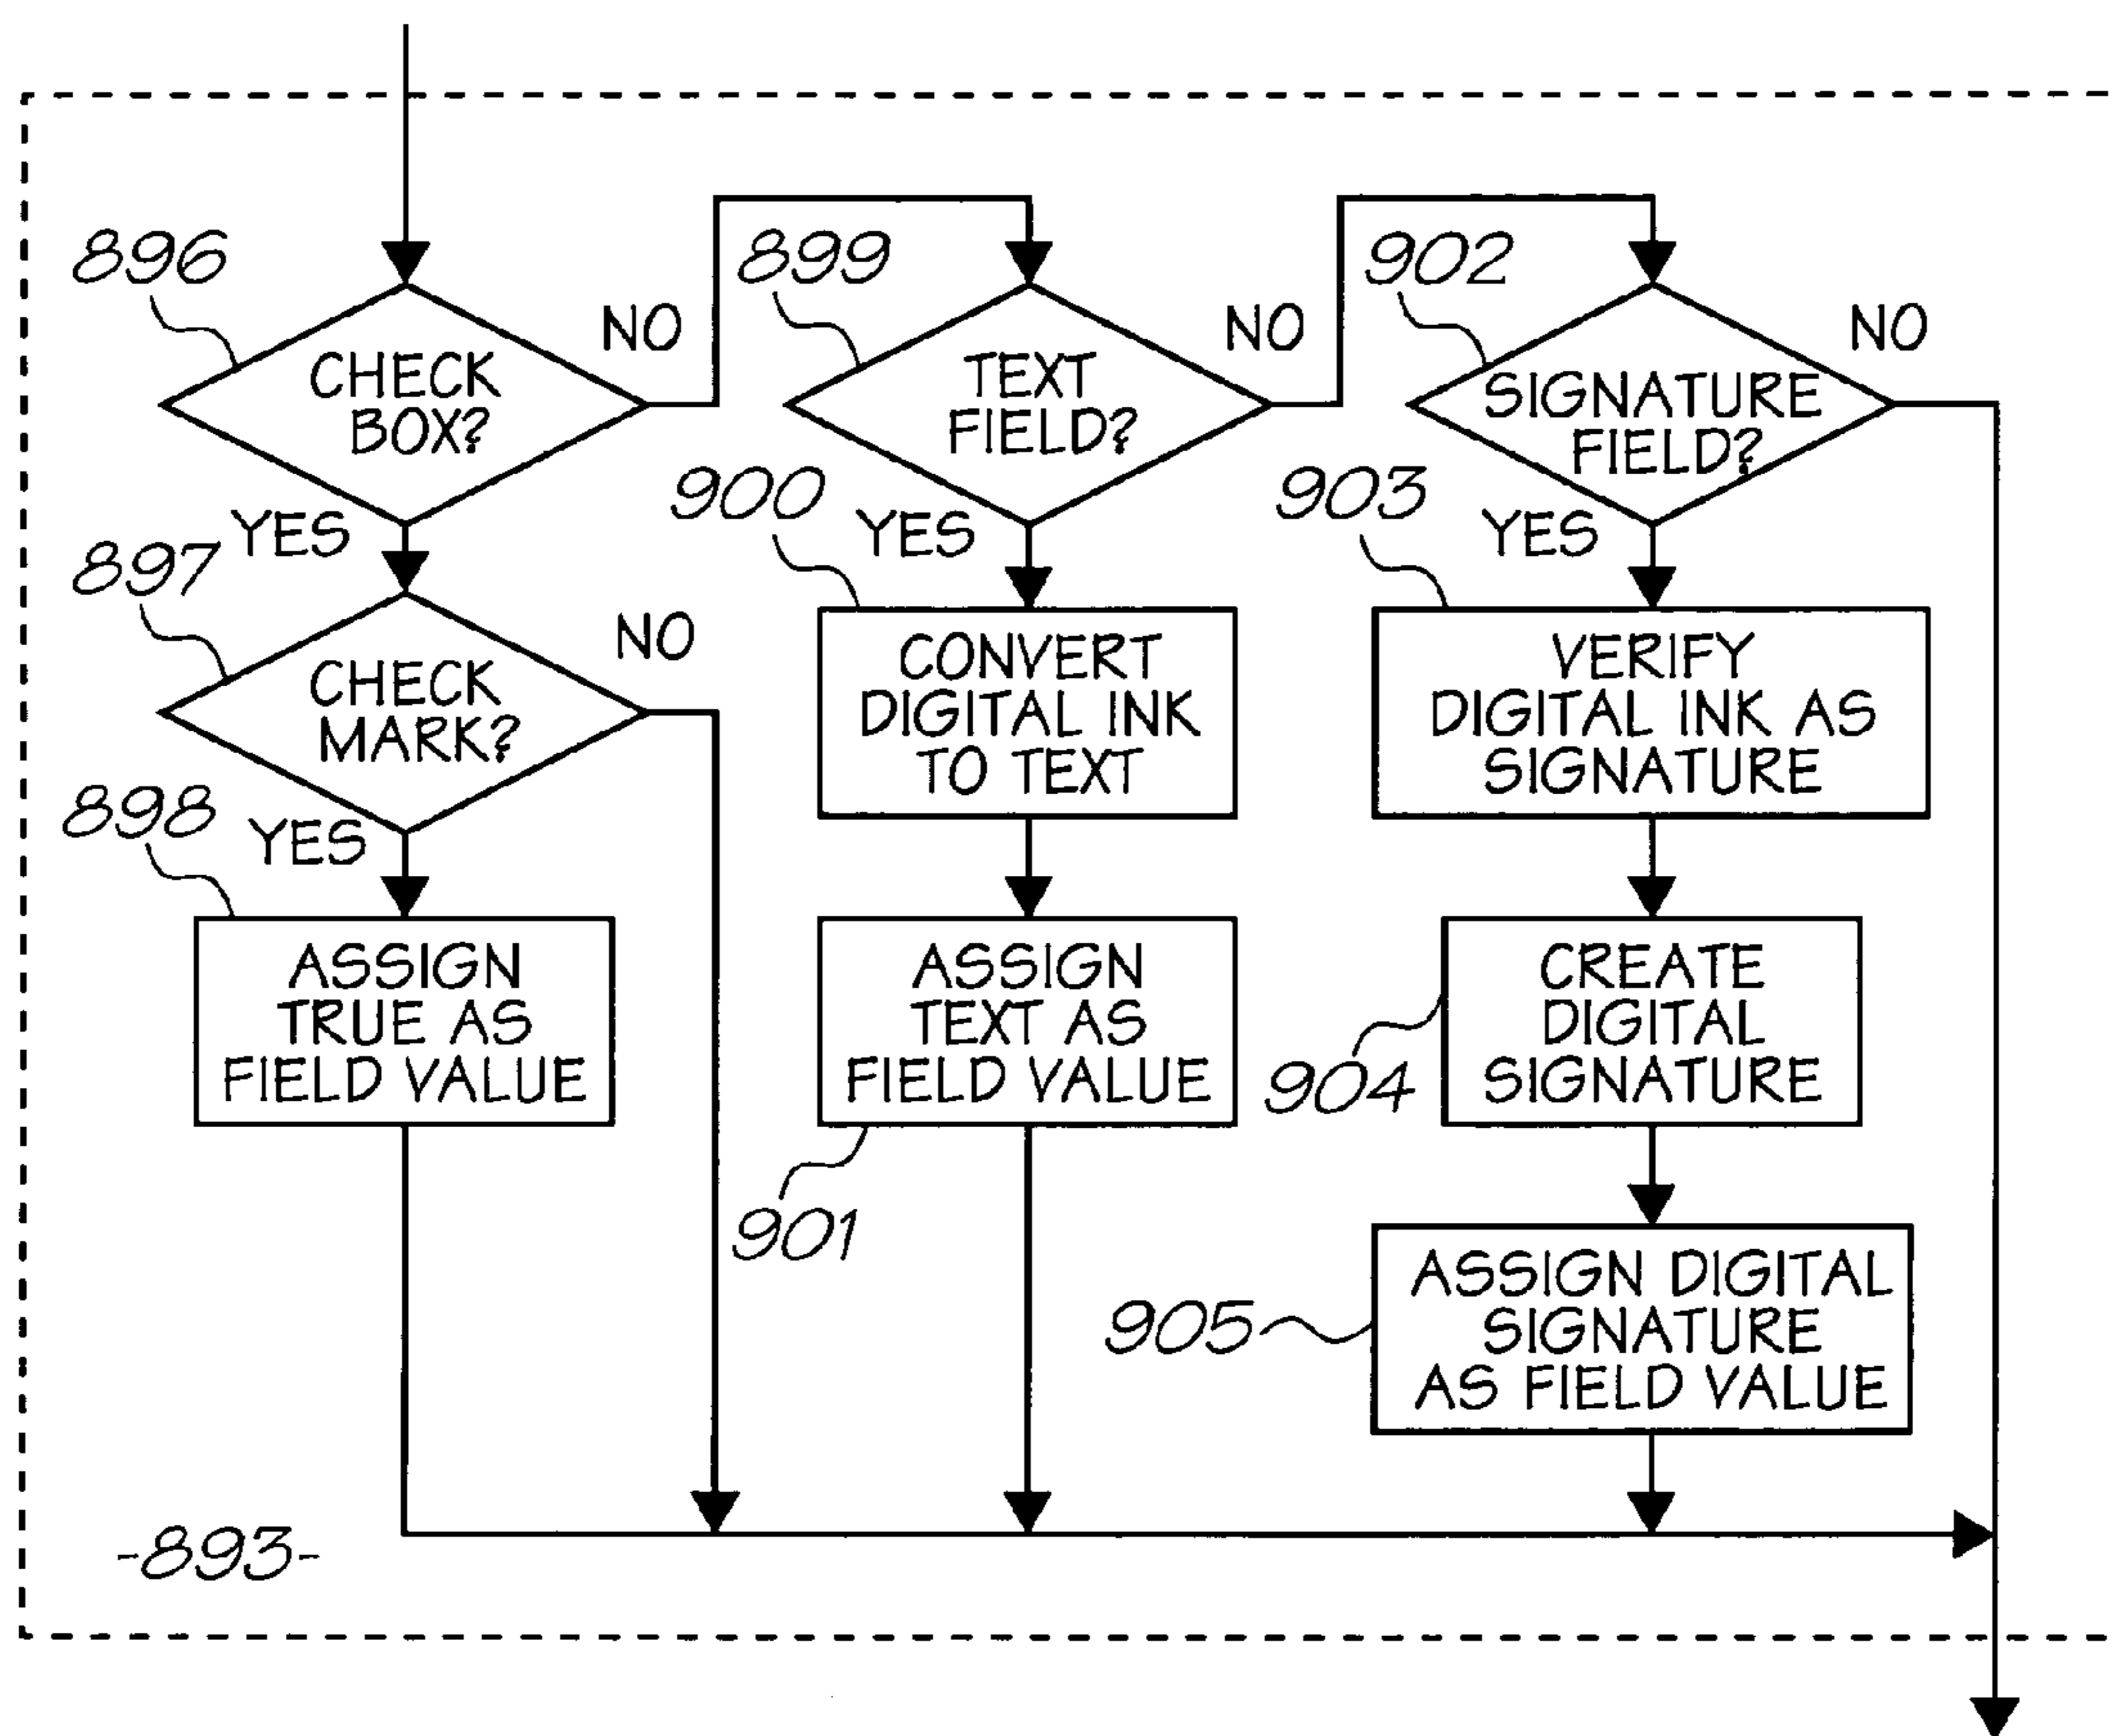 896
CHECK
BOX?
NO
YES
897
CHECK
MARK?
NO
YES
898
ASSIGN
TRUE AS
FIELD VALUE
899
TEXT
FIELD?
NO
YES
900
CONVERT
DIGITAL INK
TO TEXT
ASSIGN
TEXT AS
FIELD VALUE
901
902
SIGNATURE
FIELD?
NO
YES
903
VERIFY
DIGITAL INK AS
SIGNATURE
CREATE
DIGITAL
SIGNATURE
904
ASSIGN DIGITAL
SIGNATURE
AS FIELD VALUE
905
-893-